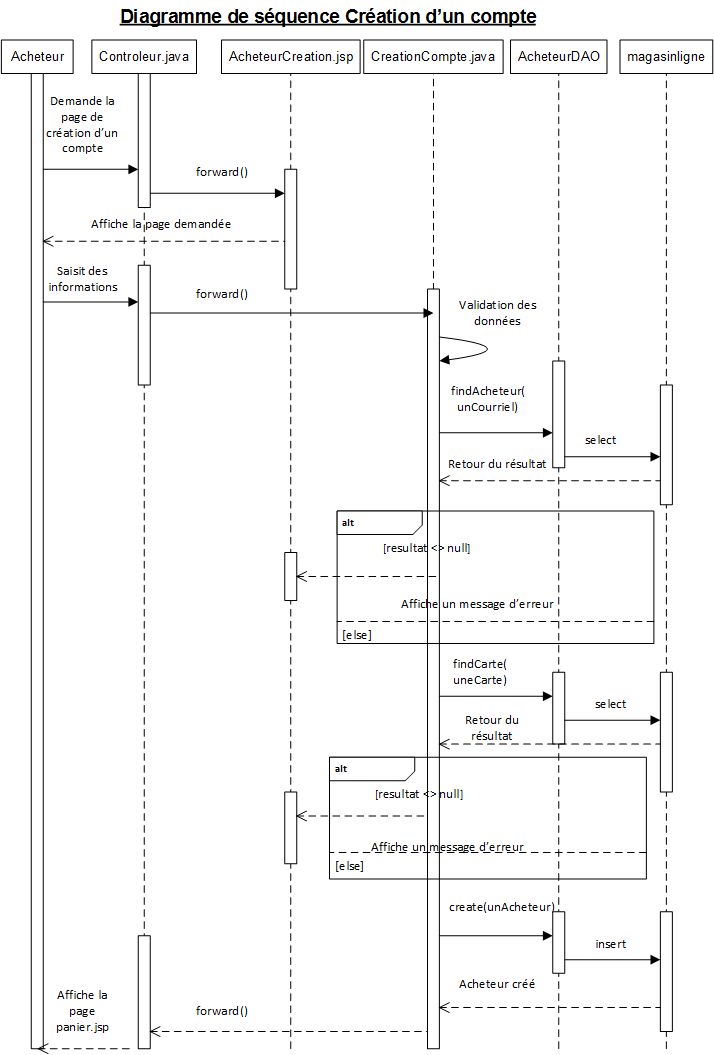 Diagramme de séquence Création d'un compte
Acheteur
Controleur.java
AcheteurCreation.jsp
CreationCompte.java
AcheteurDAO
magasinligne
Demande la
page de
création d'un
compte
forward()
Affiche la page demandée
Saisit des
informations
forward()
Validation des
données
findAcheteur(
unCourriel)
select
Retour du résultat
alt
[resultat <> null]
Affiche un message d'erreur
[else]
findCarte(
uneCarte)
select
Retour du
résultat
alt
[resultat <> null]
Affiche un message d'erreur
[else]
create(unAcheteur)
insert
Acheteur créé
Affiche la
page
panier.jsp
forward()